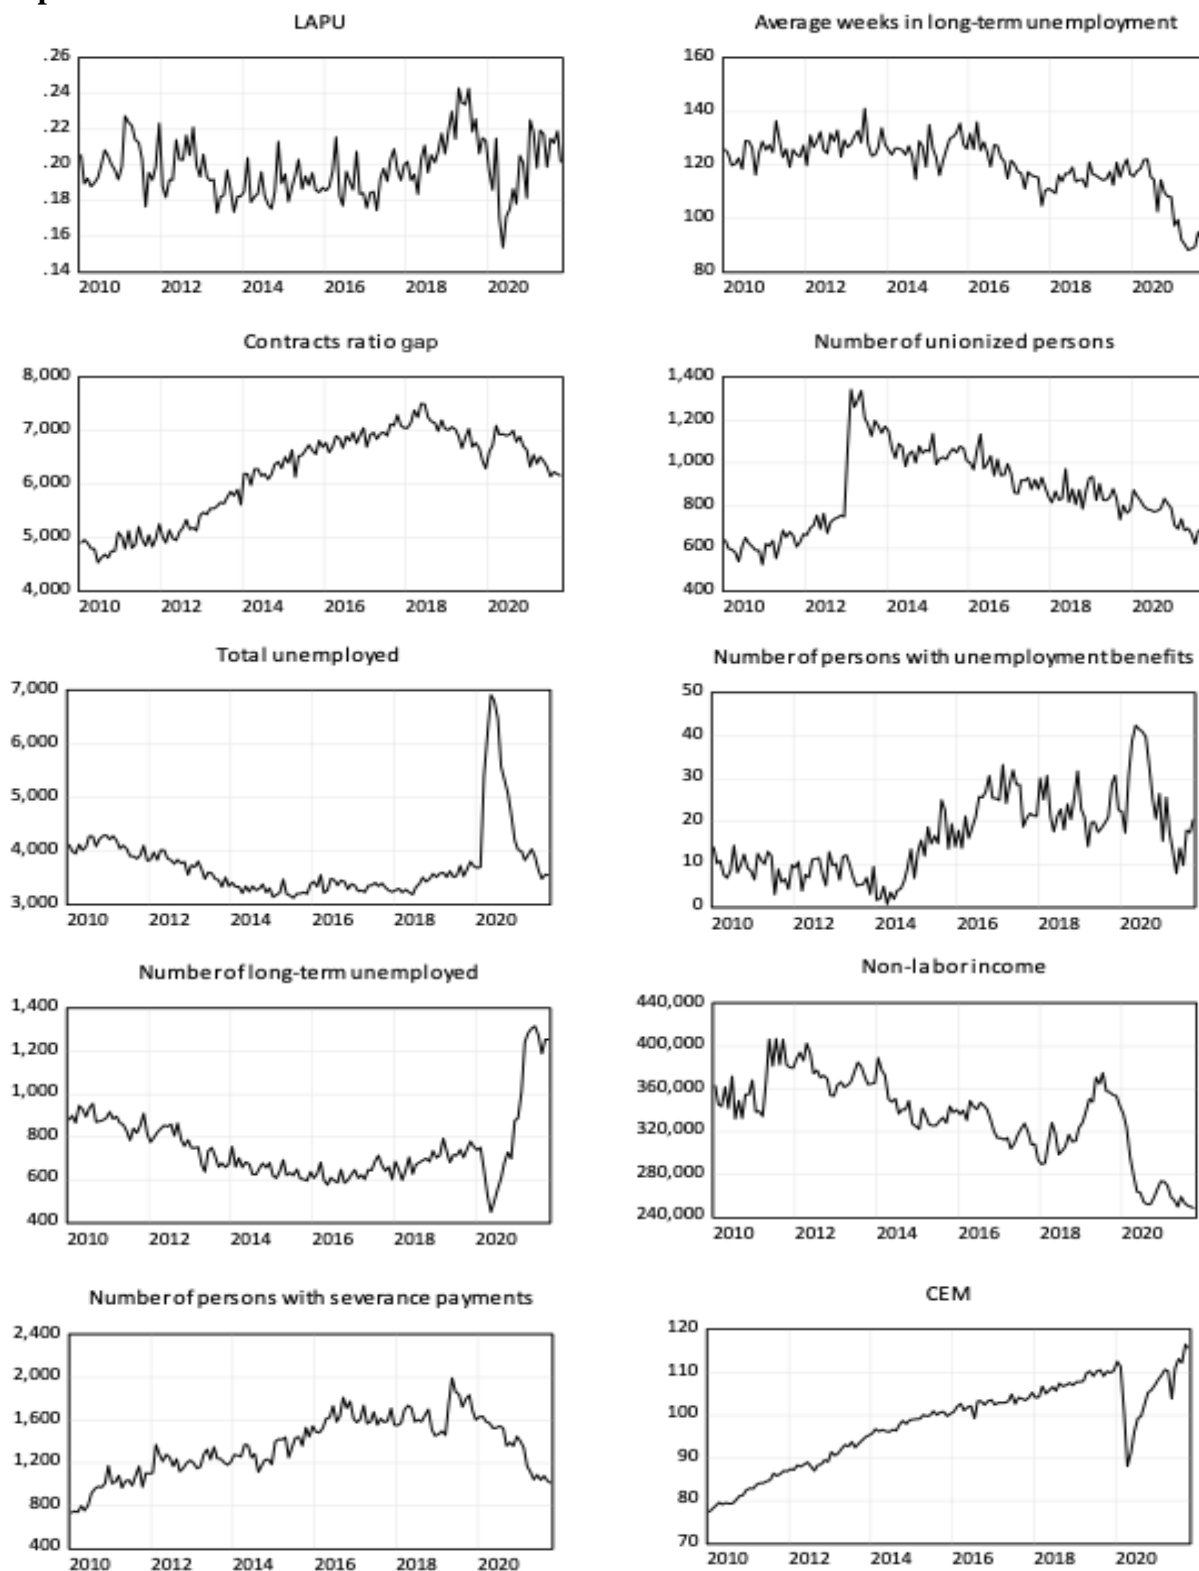 LAPU
.26
.24
.22
.20
.18
.16
.14
2010 2012 2014 2016 2018 2020
Average weeks in long-term unemployment
160
140
120
100
80
2010 2012 2014 2016 2018 2020
Contracts ratio gap
8,000
7,000
6,000
5,000
4,000
2010 2012 2014 2016 2018 2020
Number of unionized persons
1,400
1,200
1,000
800
600
400
2010 2012 2014 2016 2018 2020
Total unemployed
7,000
6,000
5,000
4,000
3,000
2010 2012 2014 2016 2018 2020
Number of persons with unemployment benefits
50
40
30
20
10
0
2010 2012 2014 2016 2018 2020
Number of long-term unemployed
1,400
1,200
1,000
800
600
400
2010 2012 2014 2016 2018 2020
Non-labor income
440,000
400,000
360,000
320,000
280,000
240,000
2010 2012 2014 2016 2018 2020
Number of persons with severance payments
2,400
2,000
1,600
1,200
800
400
2010 2012 2014 2016 2018 2020
CEM
120
110
100
90
80
70
2010 2012 2014 2016 2018 2020